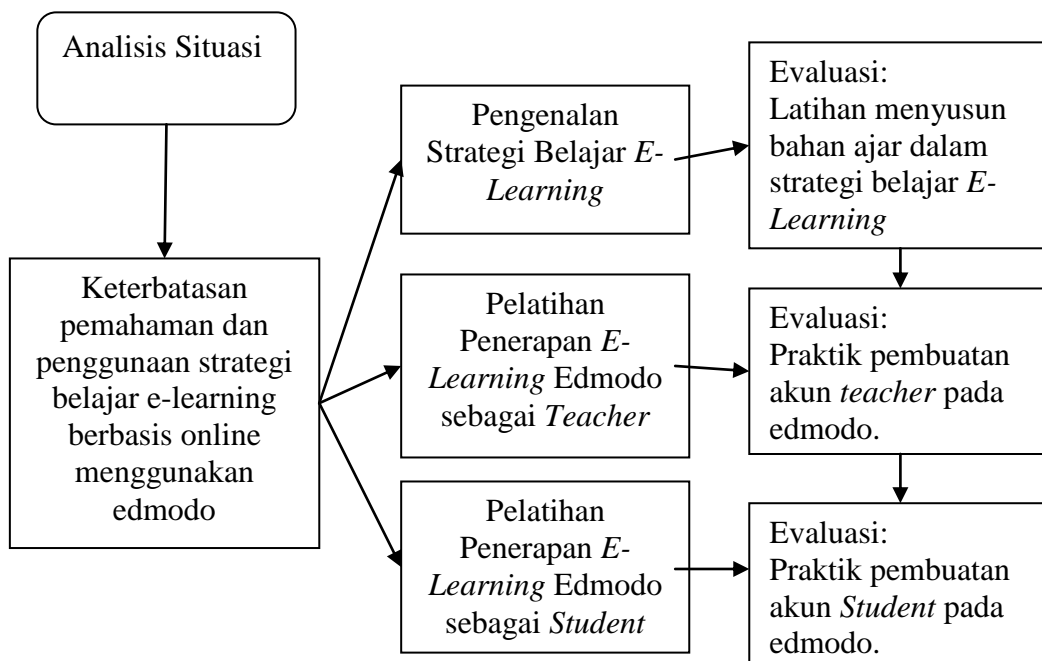 Analisis Situasi
Keterbatasan
pemahaman dan
penggunaan strategi
belajar e-learning
berbasis online
menggunakan
edmodo
Pengenalan
Strategi Belajar E-
Learning
Evaluasi:
Latihan menyusun
bahan ajar dalam
strategi belajar E-
Learning
Pelatihan
Penerapan E-
Learning Edmodo
sebagai Teacher
Evaluasi:
Praktik pembuatan
akun teacher pada
edmodo.
Pelatihan
Penerapan E-
Learning Edmodo
sebagai Student
Evaluasi:
Praktik pembuatan
akun Student pada
edmodo.